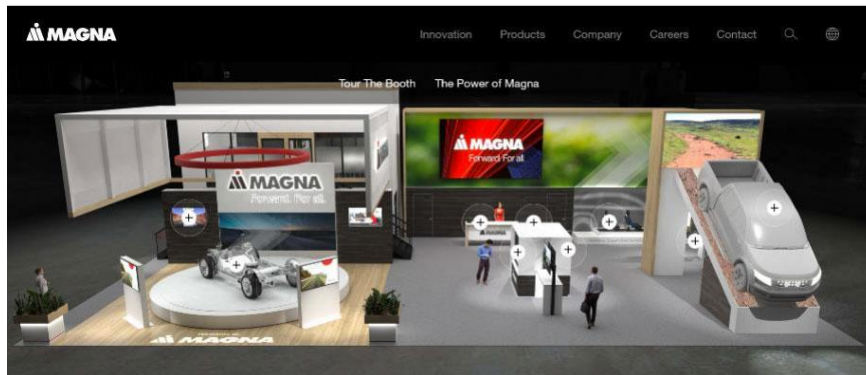 MAGNA
Innovation Products Company Careers Contact
Tour The Booth The Power of Magna
MAGNA
Forward. For all.
MAGNA
Forward. For all.
MAGNA
MAGNA